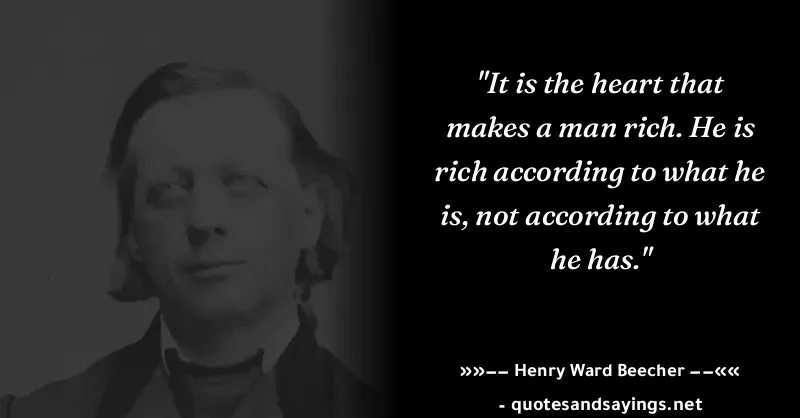 "It is the heart that
makes a man rich. He is
rich according to what he
is, not according to what
he has."
»»−− Henry Ward Beecher −−««
- quotesandsayings.net